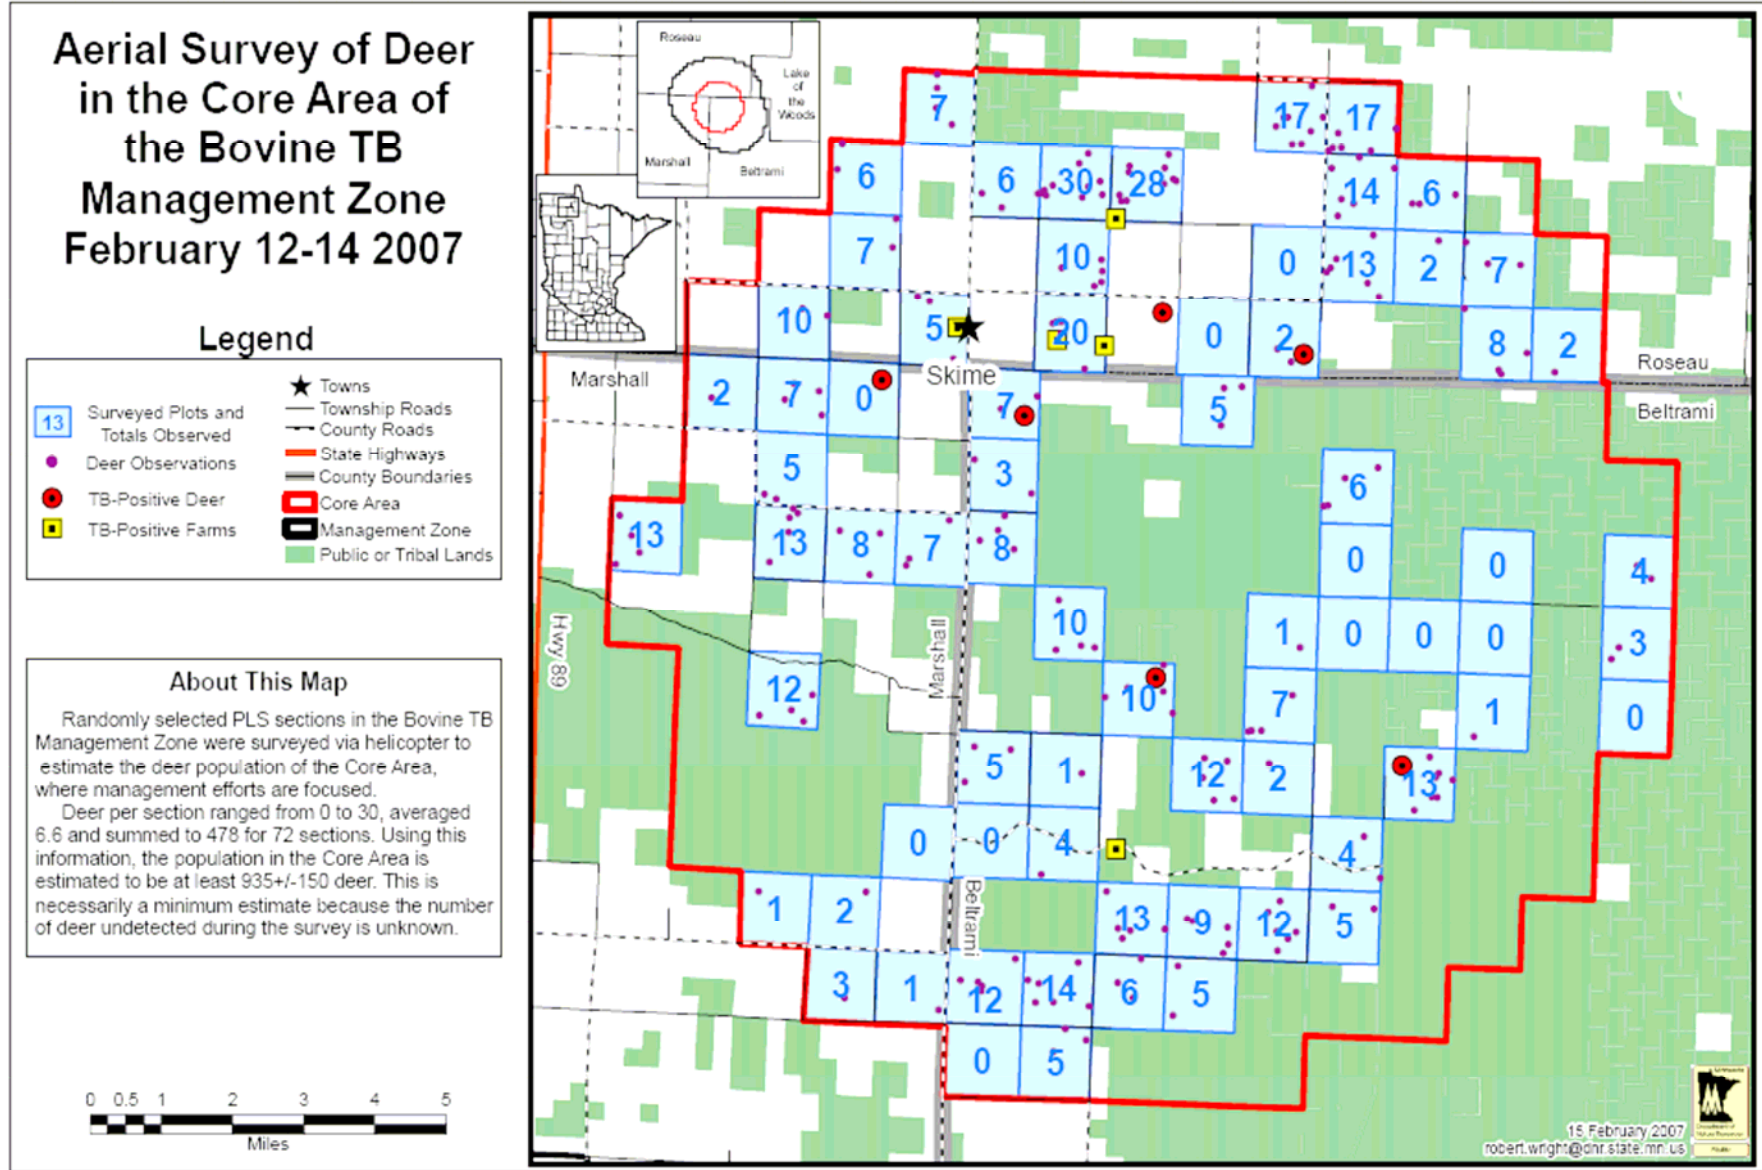 Aerial Survey of Deer
in the Core Area of
the Bovine TB
Management Zone
February 12-14 2007
Legend
13
Surveyed Plots and
Totals Observed
Deer Observations
TB-Positive Deer
TB-Positive Farms
Towns
Township Roads
County Roads
State Highways
County Boundaries
Core Area
Management Zone
Public or Tribal Lands
About This Map
Randomly selected PLS sections in the Bovine TB
Management Zone were surveyed via helicopter to
estimate the deer population of the Core Area,
where management efforts are focused.
Deer per section ranged from 0 to 30, averaged
6.6 and summed to 478 for 72 sections. Using this
information, the population in the Core Area is
estimated to be at least 935+/-150 deer. This is
necessarily a minimum estimate because the number
of deer undetected during the survey is unknown.
0 0.5 1 2 3 4 5
Miles
Roseau
Lake
of
the
Woods
Marshall
Beltrami
7 17 17
6 6 30 28 14 6
7 10 0 13 2 7
10 5 20 0 2 8 2
Skime
Marshall
Roseau
Beltrami
2 7 0 7 5
5 3 6
13 13 8 7 8 0 0 4
10 1 0 0 0 3
12 10 7 1 0
5 1 12 2 13
0 0 4 4
1 2 13 9 12 5
3 1 12 14 6 5
0 5
Hwy 89
Marshall
Beltrami
15 February 2007
robert.wright@dnr.state.mn.us